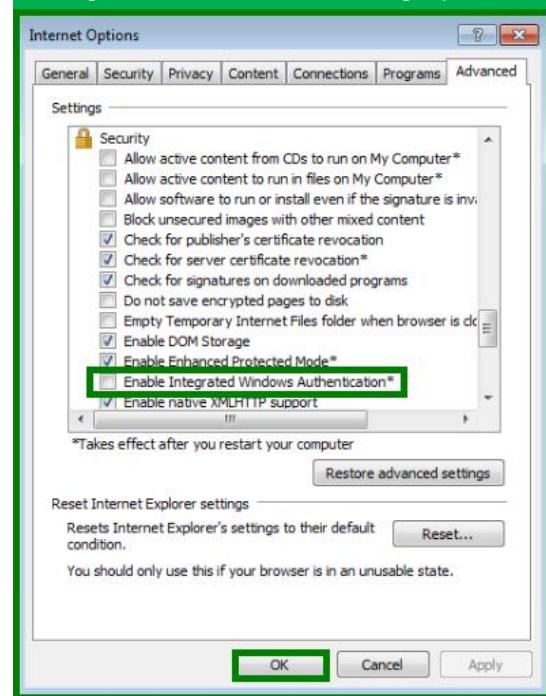 Internet Options
General Security Privacy Content Connections Programs Advanced
Settings
Security
Allow active content from CDs to run on My Computer*
Allow active content to run in files on My Computer*
Allow software to run or install even if the signature is inv
Block unsecured images with other mixed content
Check for publisher's certificate revocation
Check for server certificate revocation*
Check for signatures on downloaded programs
Do not save encrypted pages to disk
Empty Temporary Internet Files folder when browser is
Enable DOM Storage
Enable Enhanced Protected Mode*
Enable Integrated Windows Authentication*
Enable native XMLHTTP support
*Takes effect after you restart your computer
Restore advanced settings
Reset Internet Explorer settings
Resets Internet Explorer's settings to their default
condition.
Reset...
You should only use this if your browser is in an unusable state.
OK Cancel Apply